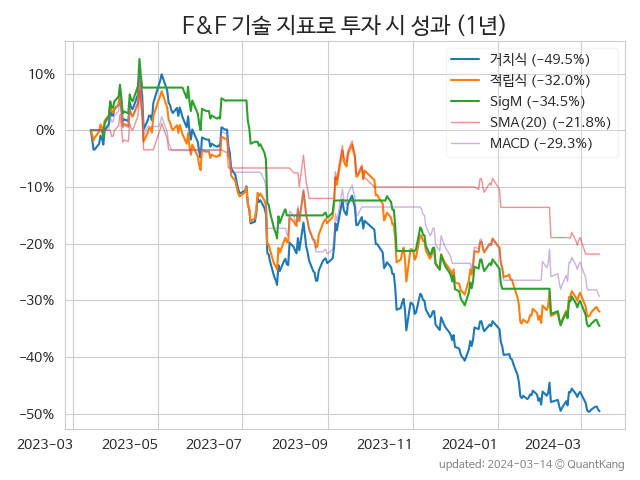 F&F 기술 지표로 투자 시 성과 (1년)
거치식 (−49.5%)
적립식 (−32.0%)
SigM (−34.5%)
SMA(20) (−21.8%)
MACD (−29.3%)
10%
0%
−10%
−20%
−30%
−40%
−50%
2023-03 2023-05 2023-07 2023-09 2023-11 2024-01 2024-03
updated: 2024-03-14 © QuantKang